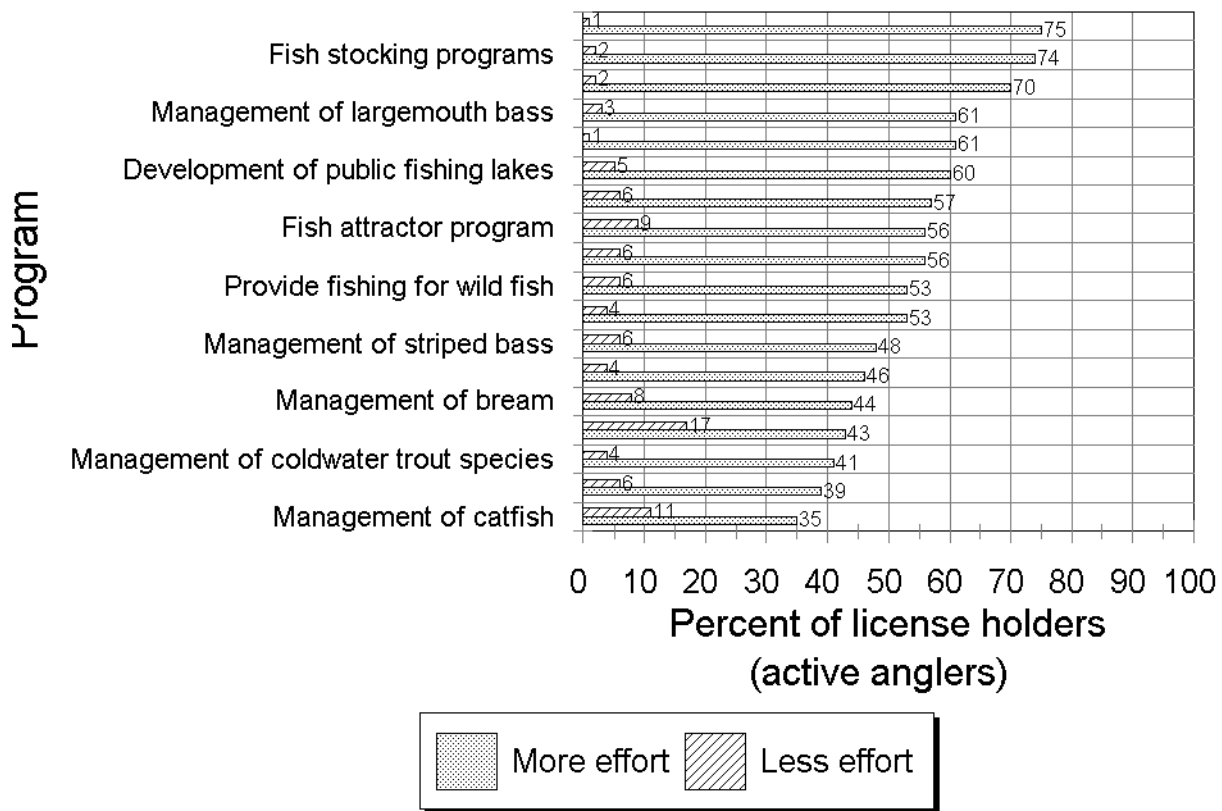 Program
1
75
Fish stocking programs
2
74
2
70
Management of largemouth bass
3
61
1
61
Development of public fishing lakes
5
60
6
57
Fish attractor program
9
56
6
56
Provide fishing for wild fish
6
53
4
53
Management of striped bass
6
48
4
46
Management of bream
8
44
17
43
Management of coldwater trout species
4
41
6
39
Management of catfish
11
35
0 10 20 30 40 50 60 70 80 90 100
Percent of license holders
(active anglers)
More effort Less effort